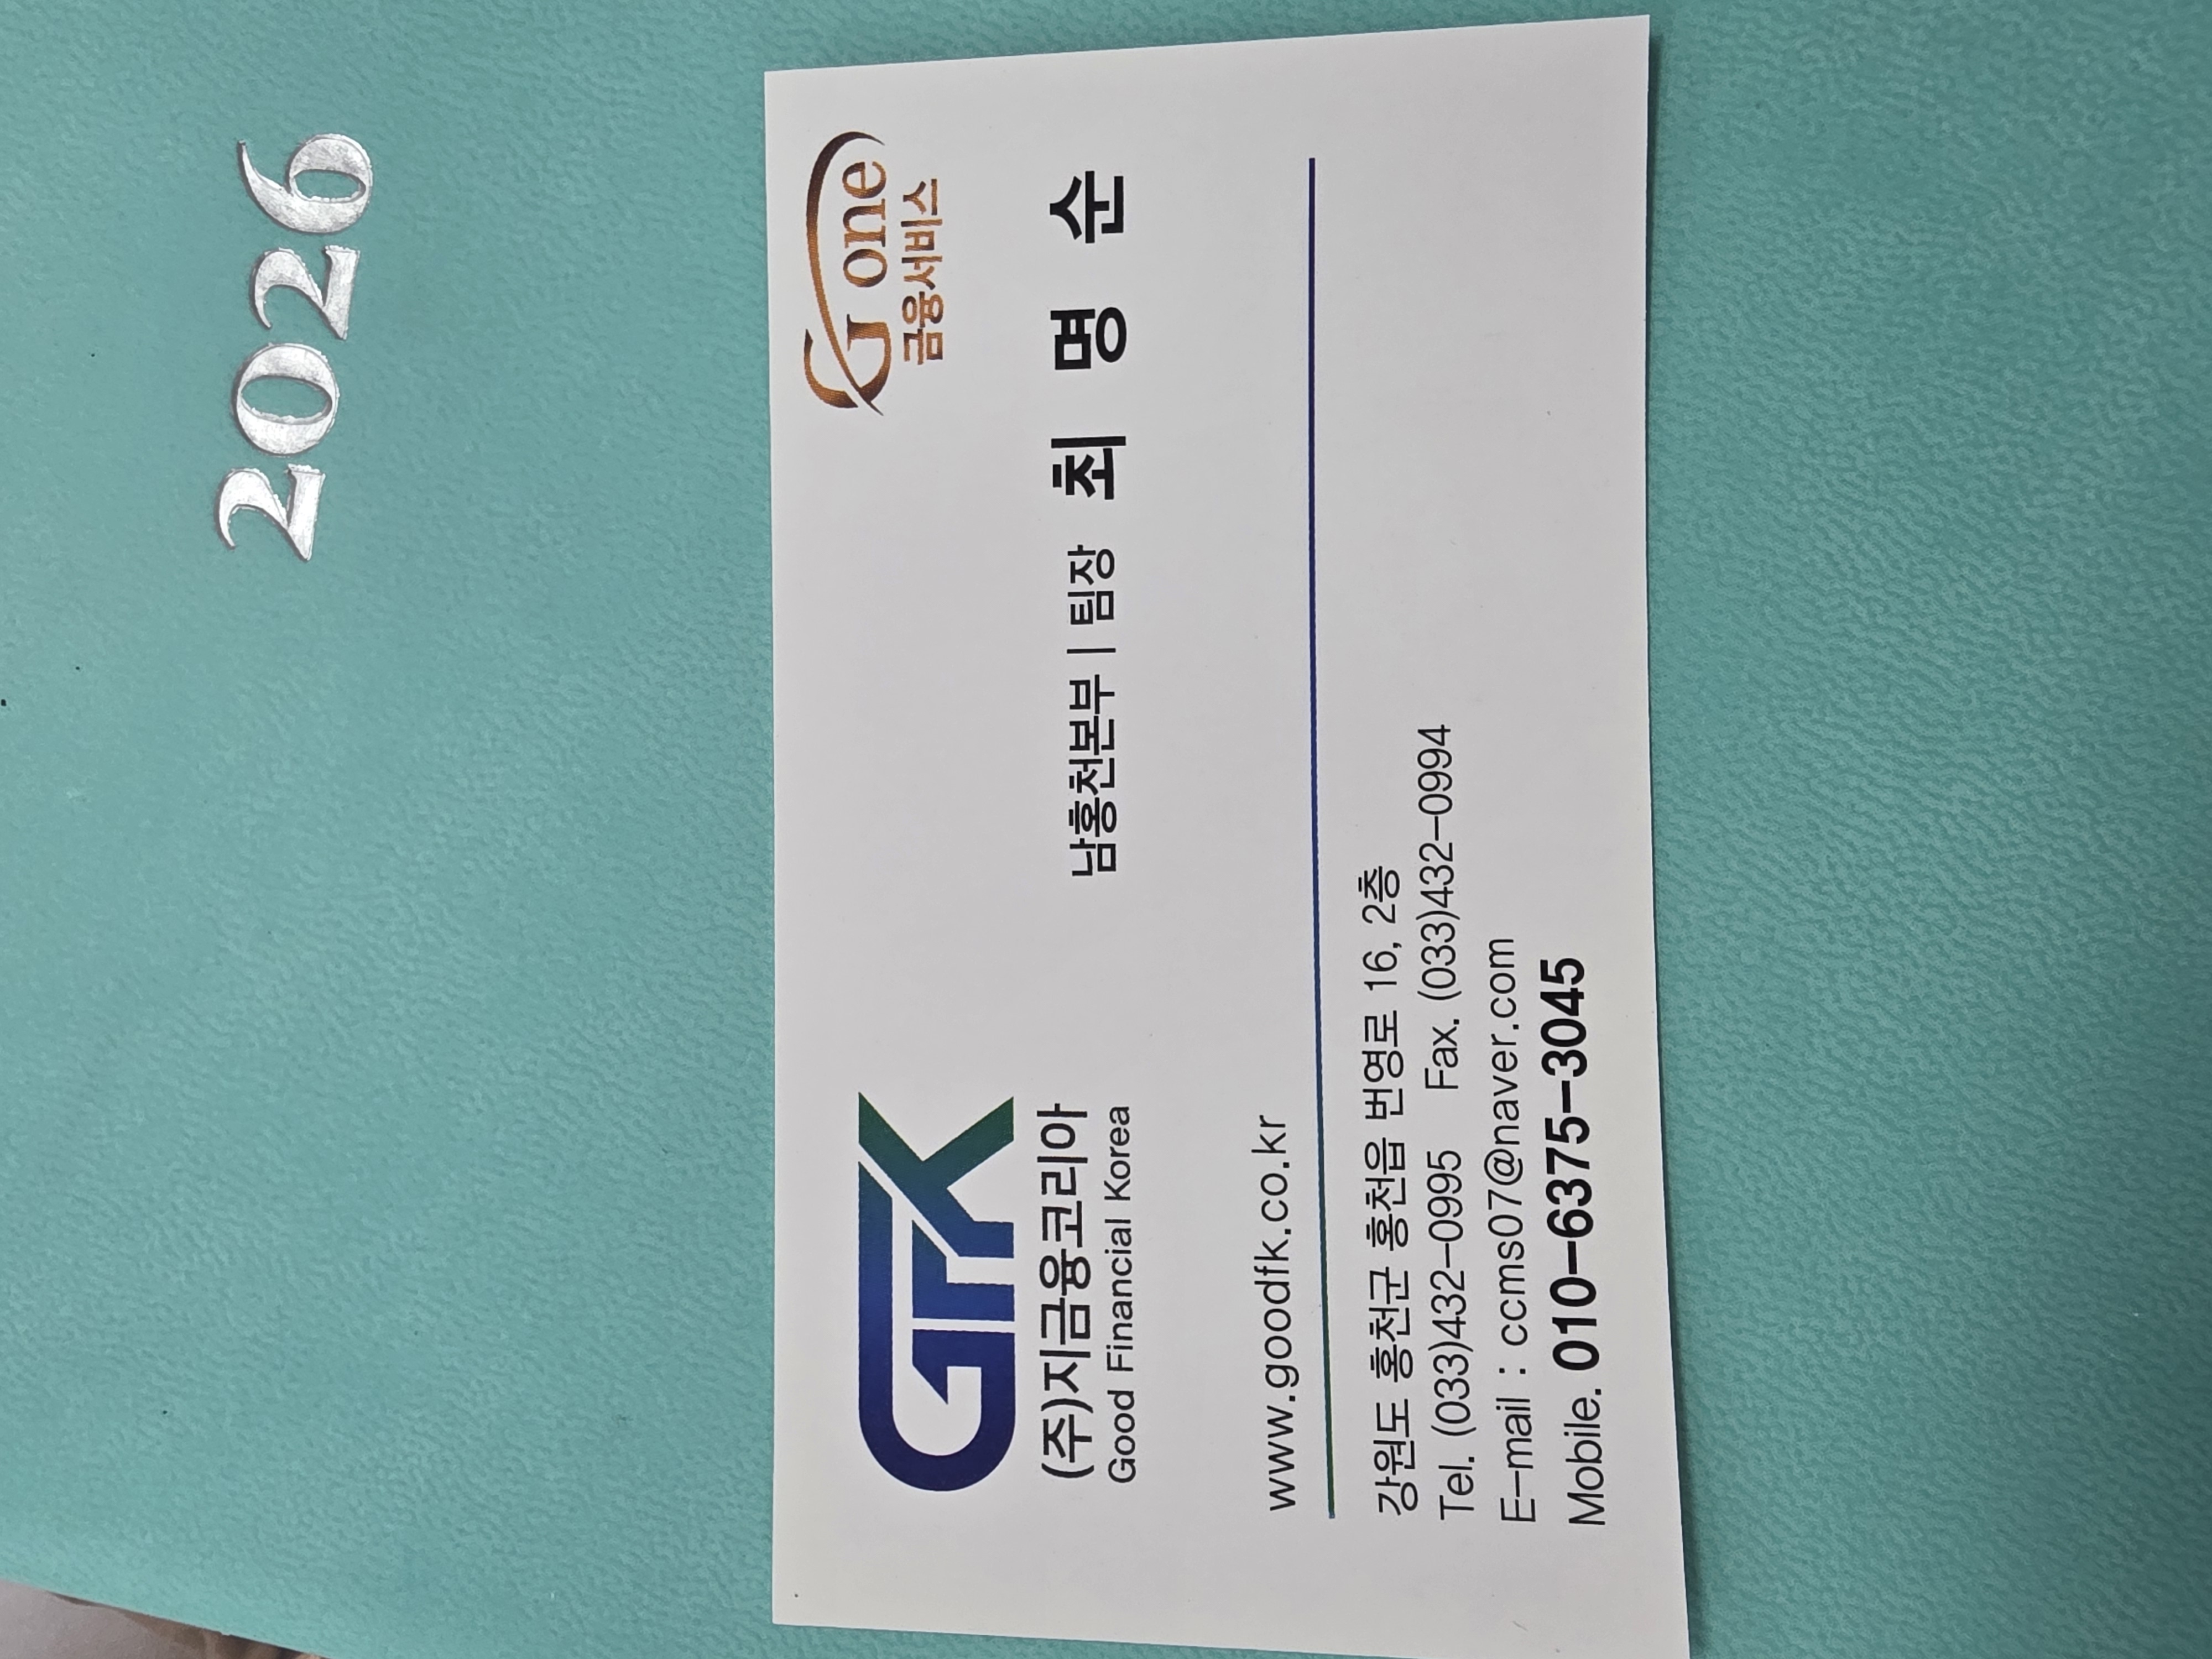 2026
GFK
(주)지금융코리아
Good Financial Korea
G one
금융서비스
남홍천본부 | 팀장 최 명 순
www.goodfk.co.kr
강원도 홍천군 홍천읍 번영로 16, 2층
Tel. (033)432-0995 Fax. (033)432-0994
E-mail : ccms07@naver.com
Mobile. 010-6375-3045